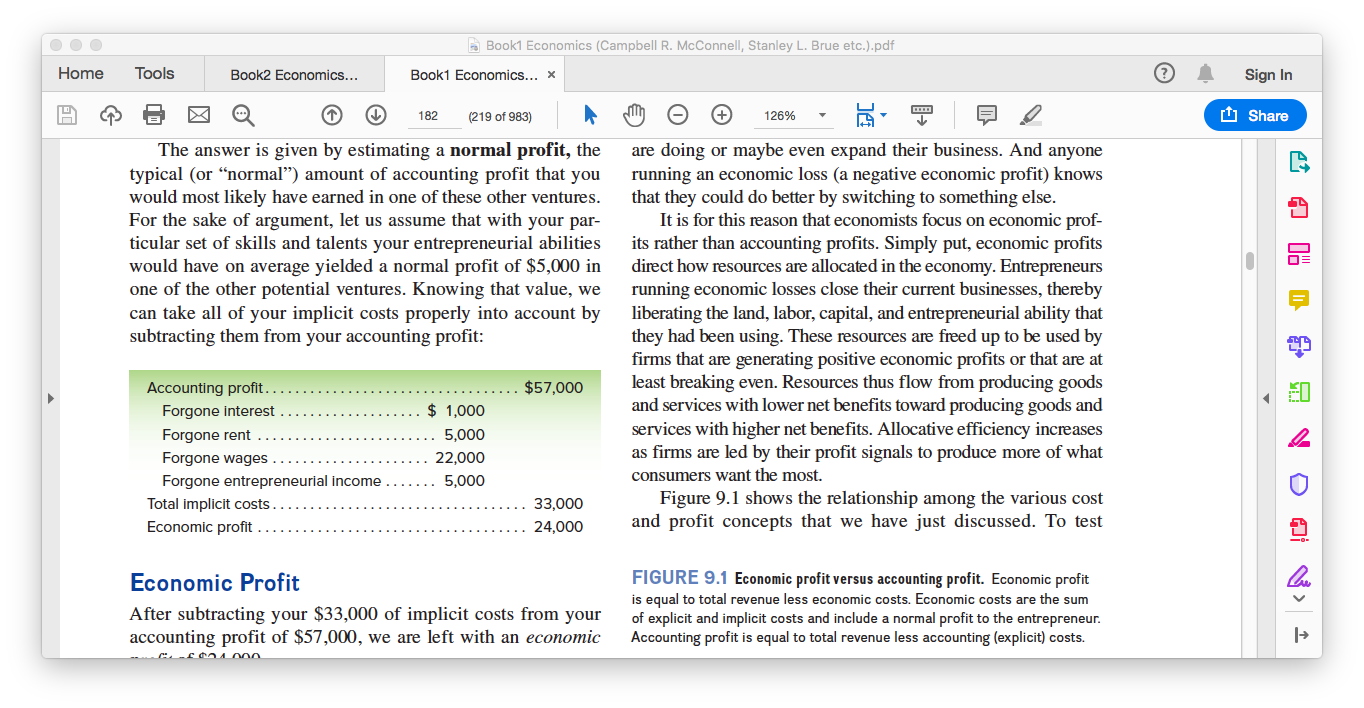 Book1 Economics (Campbell R. McConnell, Stanley L. Brue etc.).pdf
Home Tools Book2 Economics... Book1 Economics... × ? Sign In
182 (219 of 983) 126% Share
The answer is given by estimating a normal profit, the
typical (or “normal”) amount of accounting profit that you
would most likely have earned in one of these other ventures.
For the sake of argument, let us assume that with your par-
ticular set of skills and talents your entrepreneurial abilities
would have on average yielded a normal profit of $5,000 in
one of the other potential ventures. Knowing that value, we
can take all of your implicit costs properly into account by
subtracting them from your accounting profit:
Accounting profit. . . . . . . . . . . . . . . . . . . . . . . . . . . . . . . . . $57,000
Forgone interest . . . . . . . . . . . . . . . . . . $ 1,000
Forgone rent . . . . . . . . . . . . . . . . . . . . . . . 5,000
Forgone wages . . . . . . . . . . . . . . . . . . . . 22,000
Forgone entrepreneurial income . . . . . . . 5,000
Total implicit costs . . . . . . . . . . . . . . . . . . . . . . . . . . . . . . . . . 33,000
Economic profit . . . . . . . . . . . . . . . . . . . . . . . . . . . . . . . . . . . 24,000
Economic Profit
After subtracting your $33,000 of implicit costs from your
accounting profit of $57,000, we are left with an economic
profit of $24,000
are doing or maybe even expand their business. And anyone
running an economic loss (a negative economic profit) knows
that they could do better by switching to something else.
It is for this reason that economists focus on economic prof-
its rather than accounting profits. Simply put, economic profits
direct how resources are allocated in the economy. Entrepreneurs
running economic losses close their current businesses, thereby
liberating the land, labor, capital, and entrepreneurial ability that
they had been using. These resources are freed up to be used by
firms that are generating positive economic profits or that are at
least breaking even. Resources thus flow from producing goods
and services with lower net benefits toward producing goods and
services with higher net benefits. Allocative efficiency increases
as firms are led by their profit signals to produce more of what
consumers want the most.
Figure 9.1 shows the relationship among the various cost
and profit concepts that we have just discussed. To test
FIGURE 9.1 Economic profit versus accounting profit. Economic profit
is equal to total revenue less economic costs. Economic costs are the sum
of explicit and implicit costs and include a normal profit to the entrepreneur.
Accounting profit is equal to total revenue less accounting (explicit) costs.